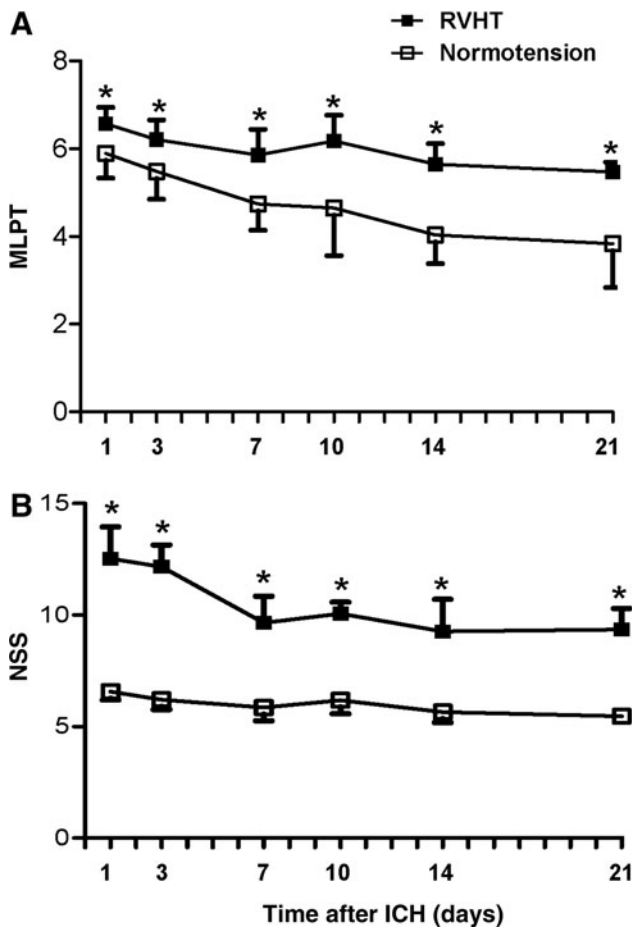 A
RVHT
Normotension
8
6
4
2
0
MLPT
* * * * * *
1 3 7 10 14 21
B
15
10
5
0
NSS
* * * * * *
1 3 7 10 14 21
Time after ICH (days)